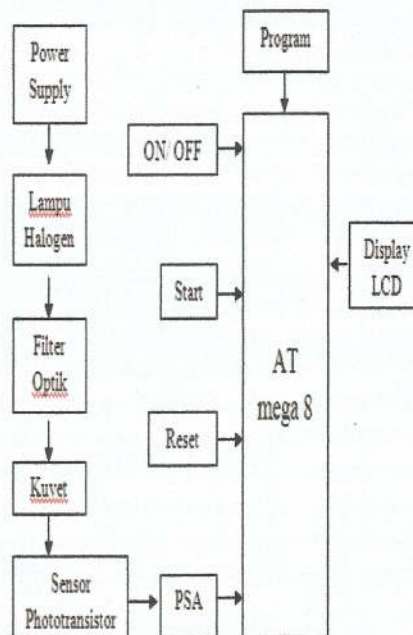 Power
Supply
Program
ON/ OFF
Lampu
Halogen
Display
LCD
Start
Filter
Optik
AT
mega 8
Reset
Kuvet
Sensor
Phototransistor
PSA